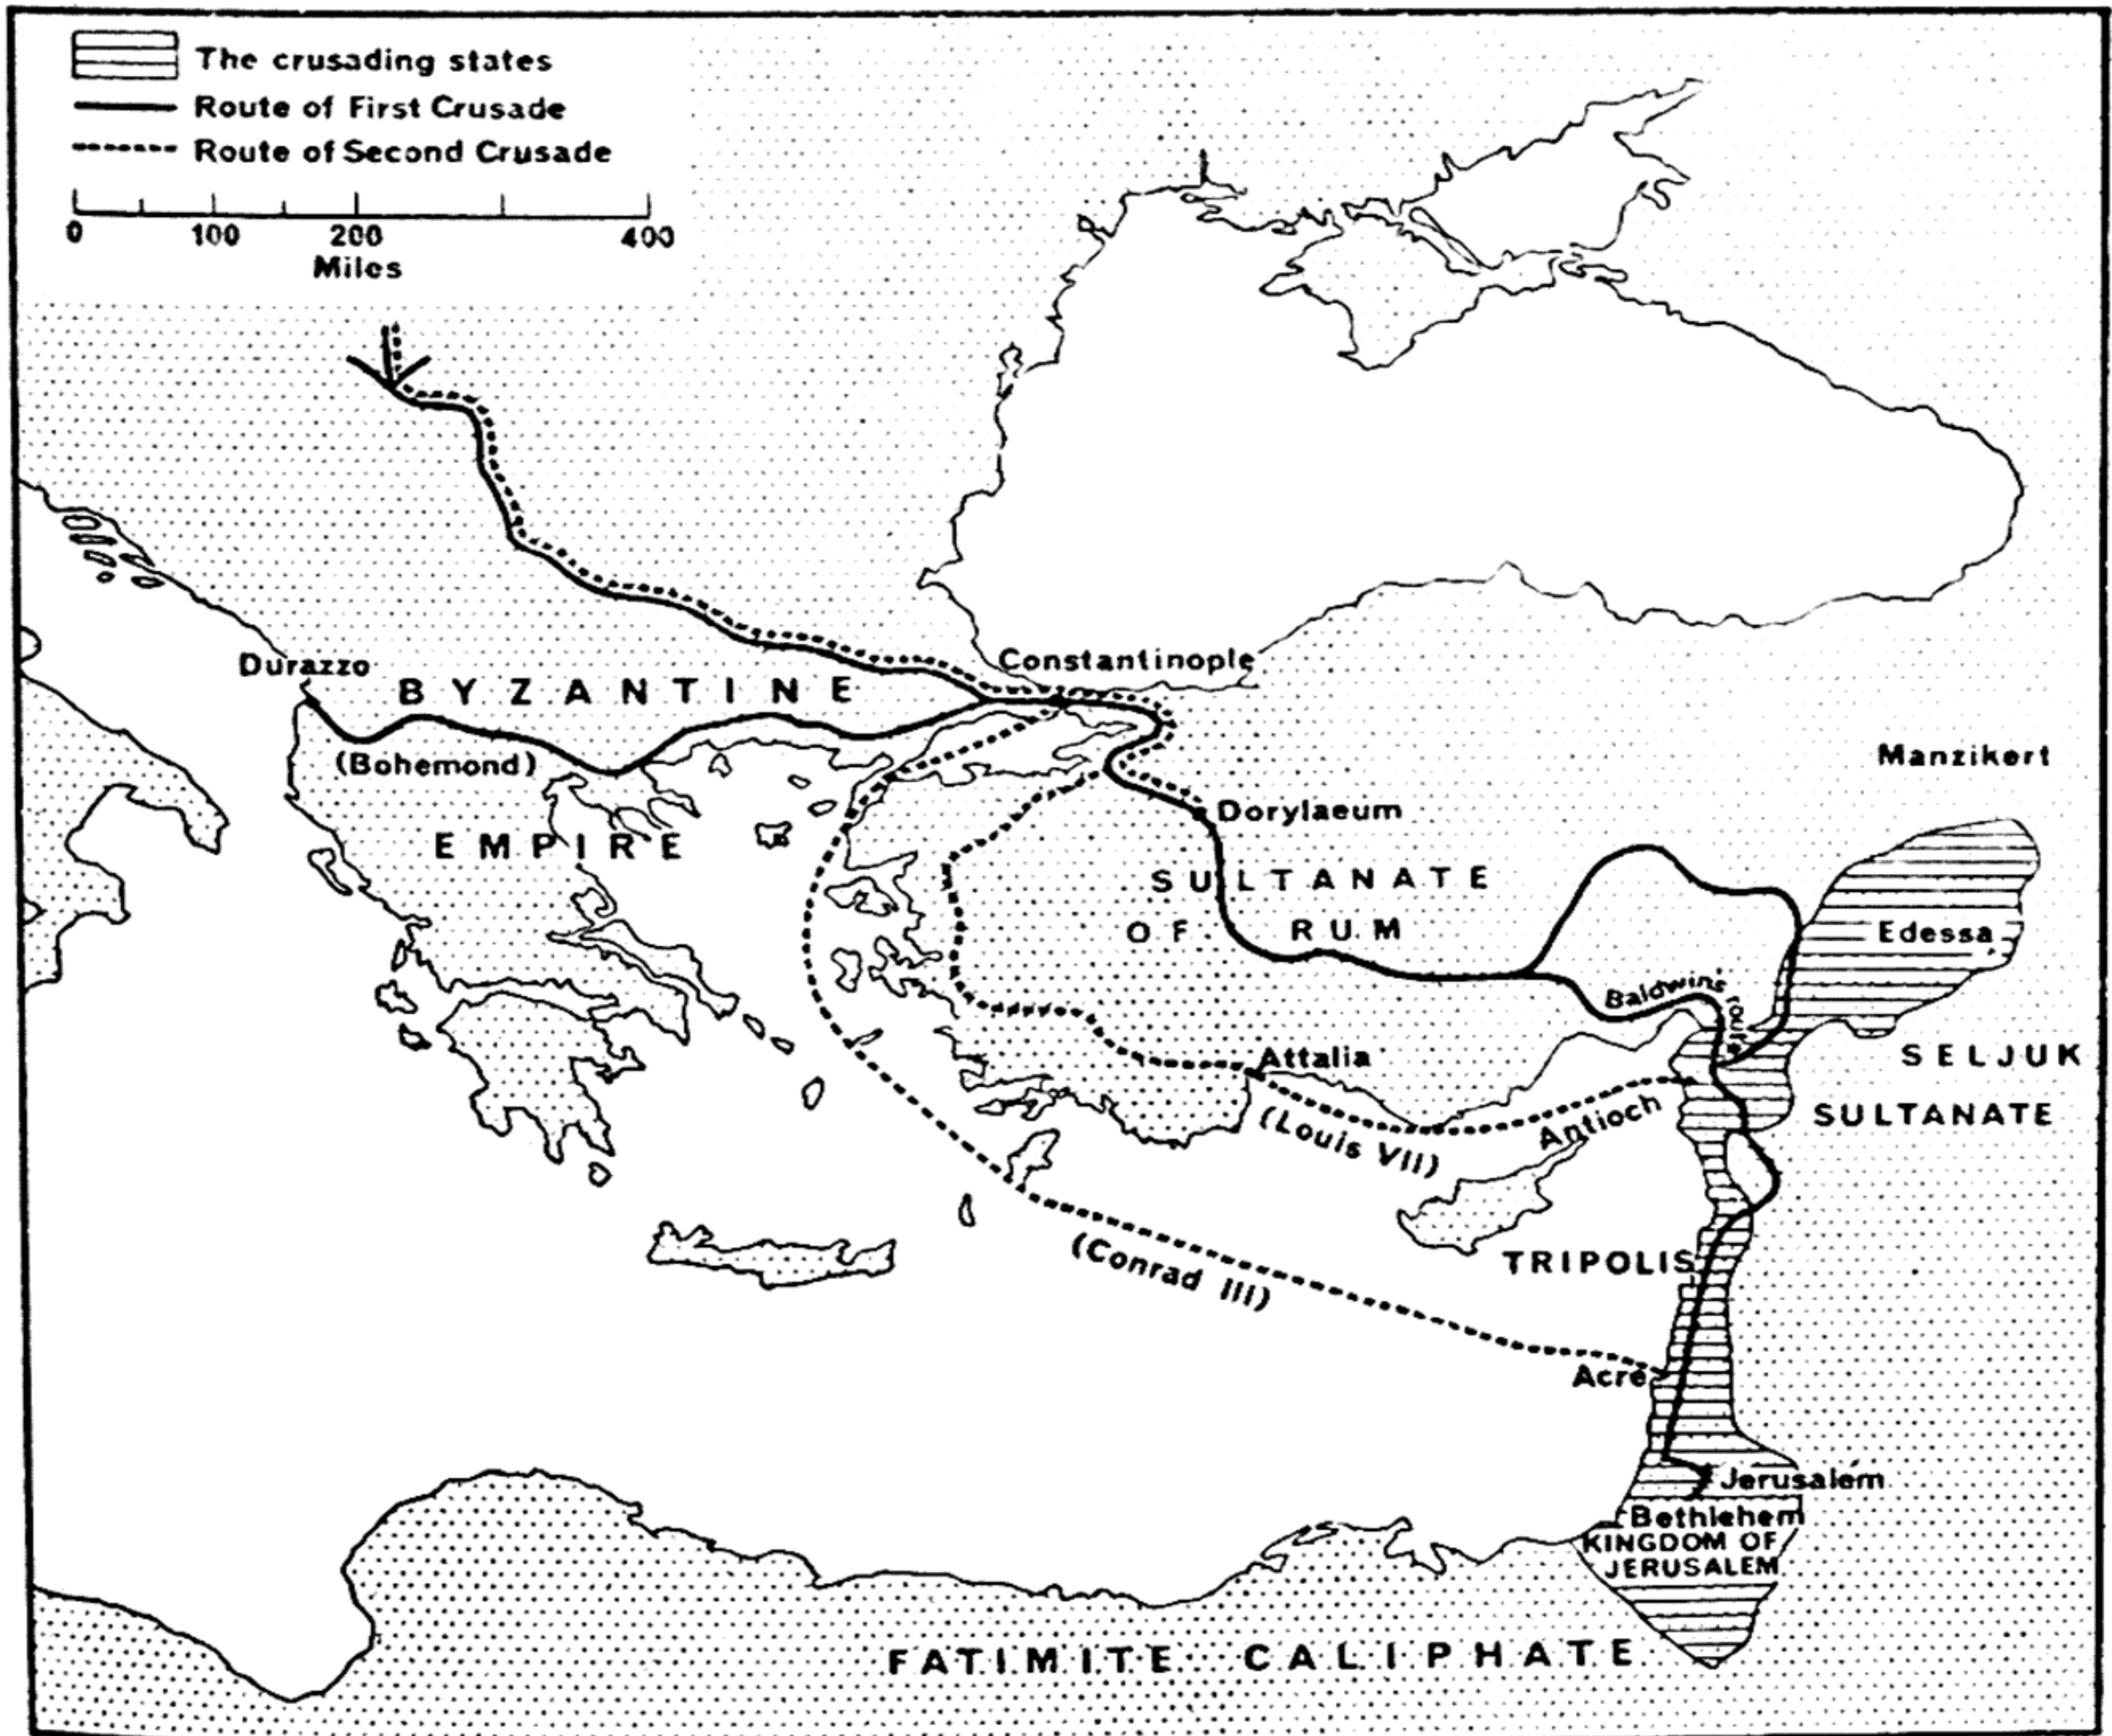 The crusading states
Route of First Crusade
Route of Second Crusade
0 100 200 400
Miles
Constantinople
Durazzo
BYZANTINE
(Bohemond)
EMPIRE
Manzikert
Dorylaeum
SULTANATE
OF RUM
Edessa
Baldwins route
SELJUK
SULTANATE
Attalia
(Louis VII)
Antioch
(Conrad III)
TRIPOLIS
Acre
Jerusalem
Bethlehem
KINGDOM OF
JERUSALEM
FATIMITE CALIPHATE